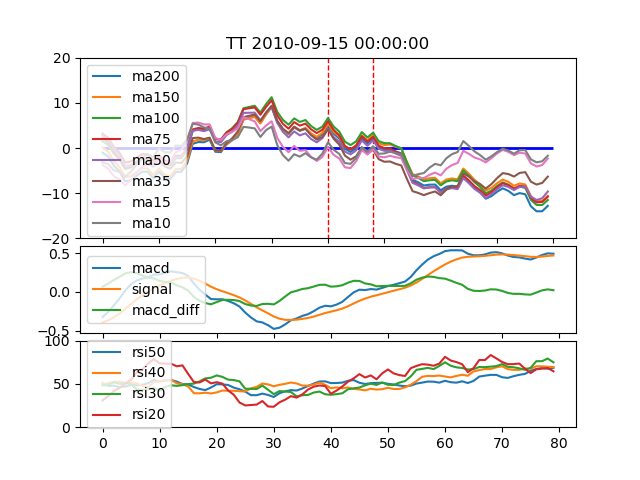 TT 2010-09-15 00:00:00
20
10
0
−10
−20
ma200
ma150
ma100
ma75
ma50
ma35
ma15
ma10
0.5
0.0
−0.5
macd
signal
macd_diff
100
50
0
rsi50
rsi40
rsi30
rsi20
0 10 20 30 40 50 60 70 80